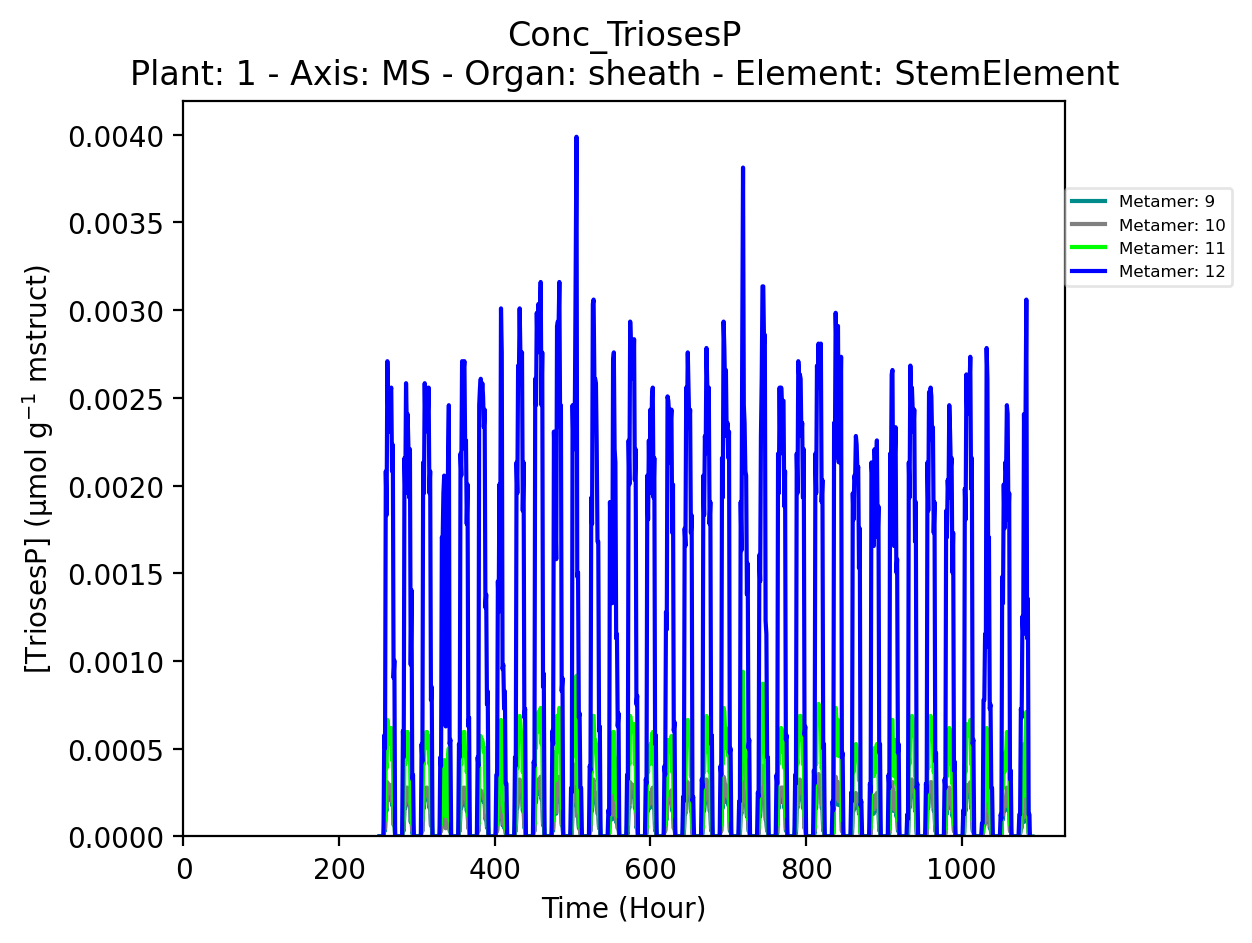 Conc_TriosesP
Plant: 1 - Axis: MS - Organ: sheath - Element: StemElement
0.0040
0.0035
0.0030
0.0025
0.0020
0.0015
0.0010
0.0005
0.0000
[TriosesP] (µmol g⁻¹ mstruct)
0 200 400 600 800 1000
Time (Hour)
Metamer: 9
Metamer: 10
Metamer: 11
Metamer: 12